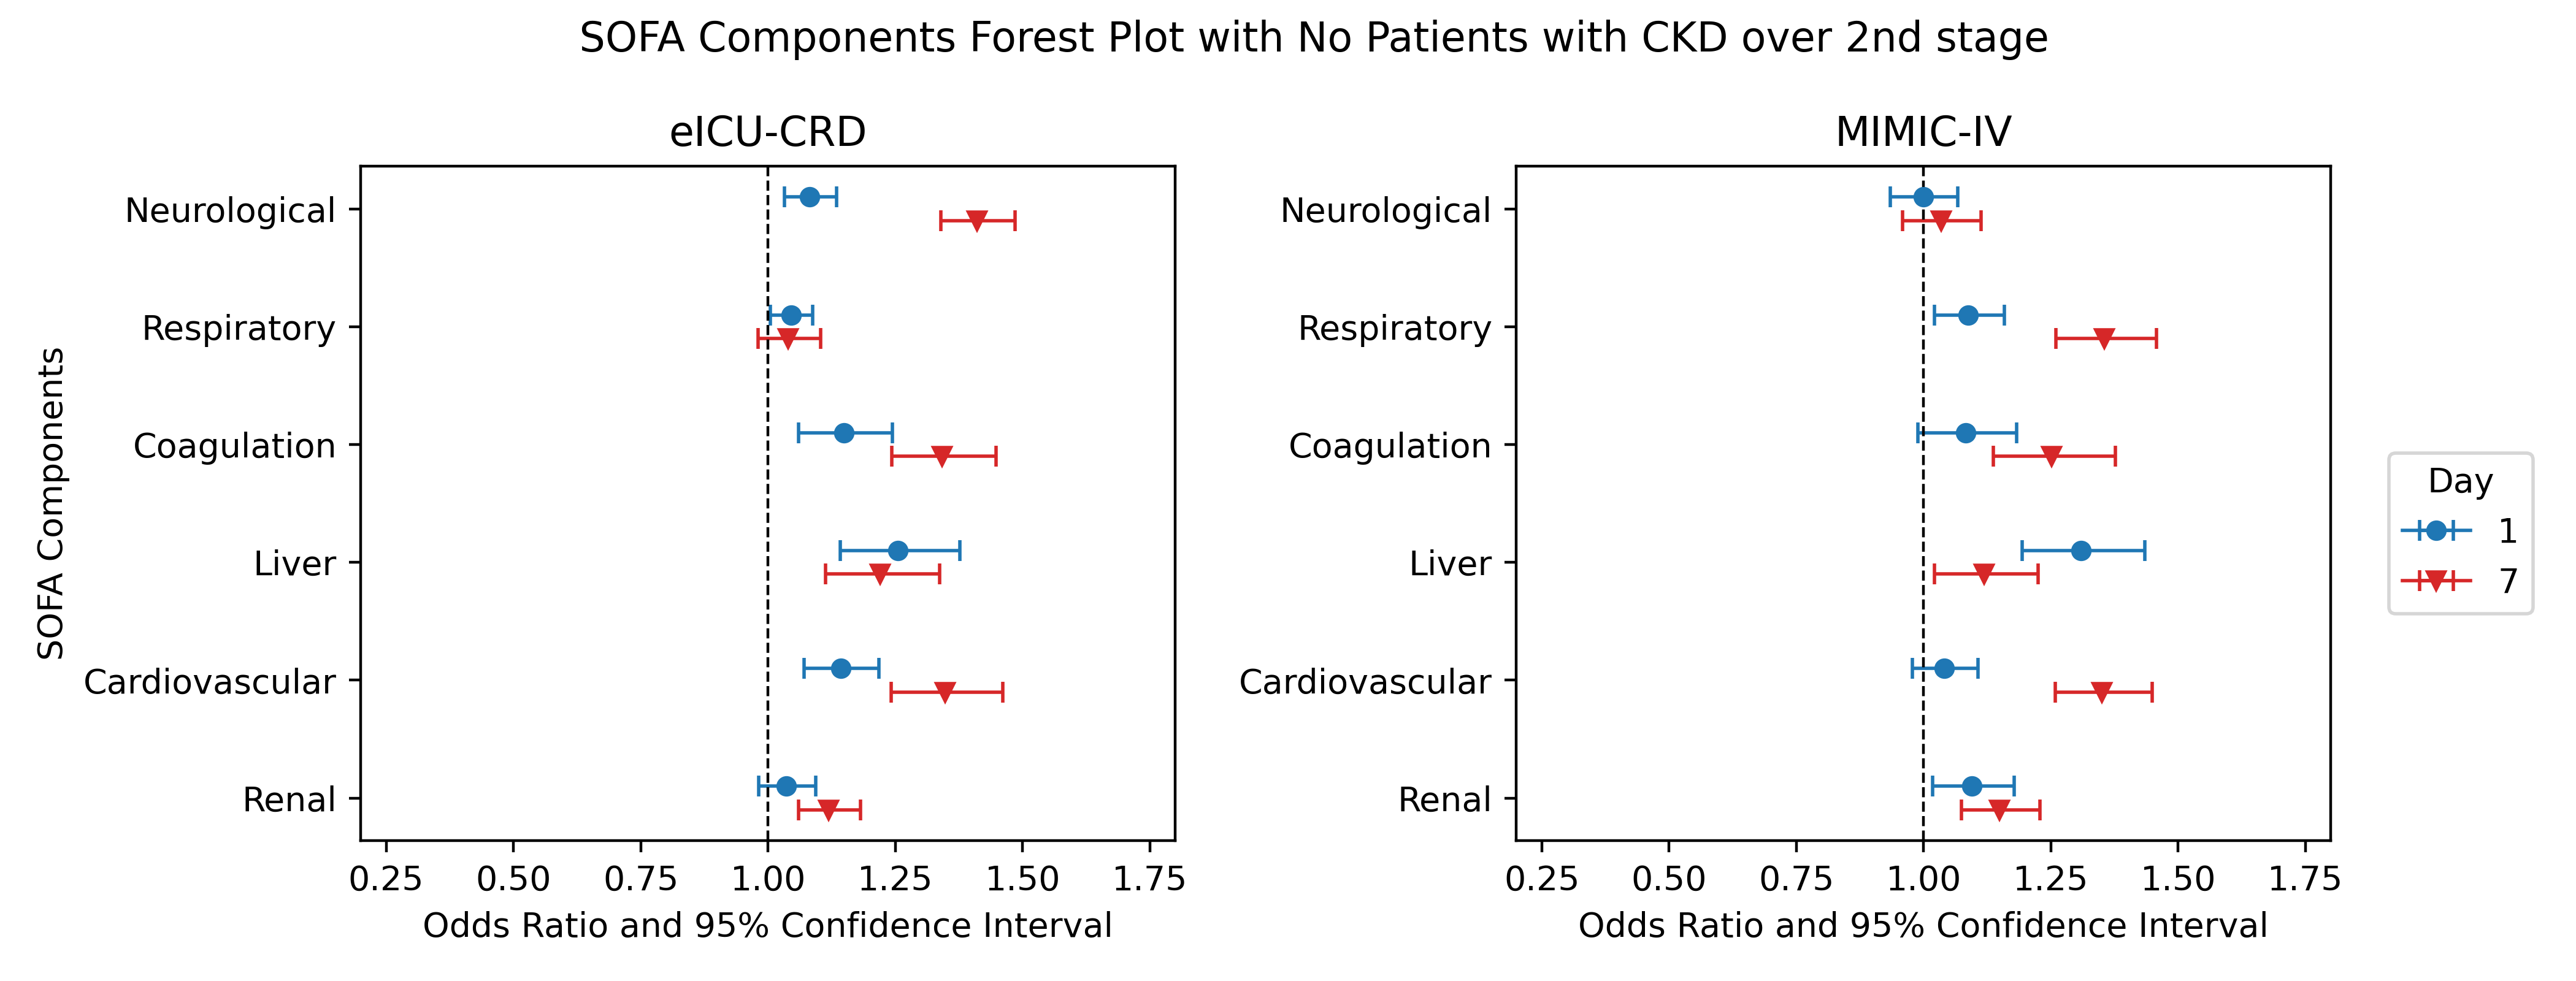 SOFA Components Forest Plot with No Patients with CKD over 2nd stage
eICU-CRD
SOFA Components
Neurological
Respiratory
Coagulation
Liver
Cardiovascular
Renal
0.25 0.50 0.75 1.00 1.25 1.50 1.75
Odds Ratio and 95% Confidence Interval
MIMIC-IV
Neurological
Respiratory
Coagulation
Liver
Cardiovascular
Renal
0.25 0.50 0.75 1.00 1.25 1.50 1.75
Odds Ratio and 95% Confidence Interval
Day
1
7